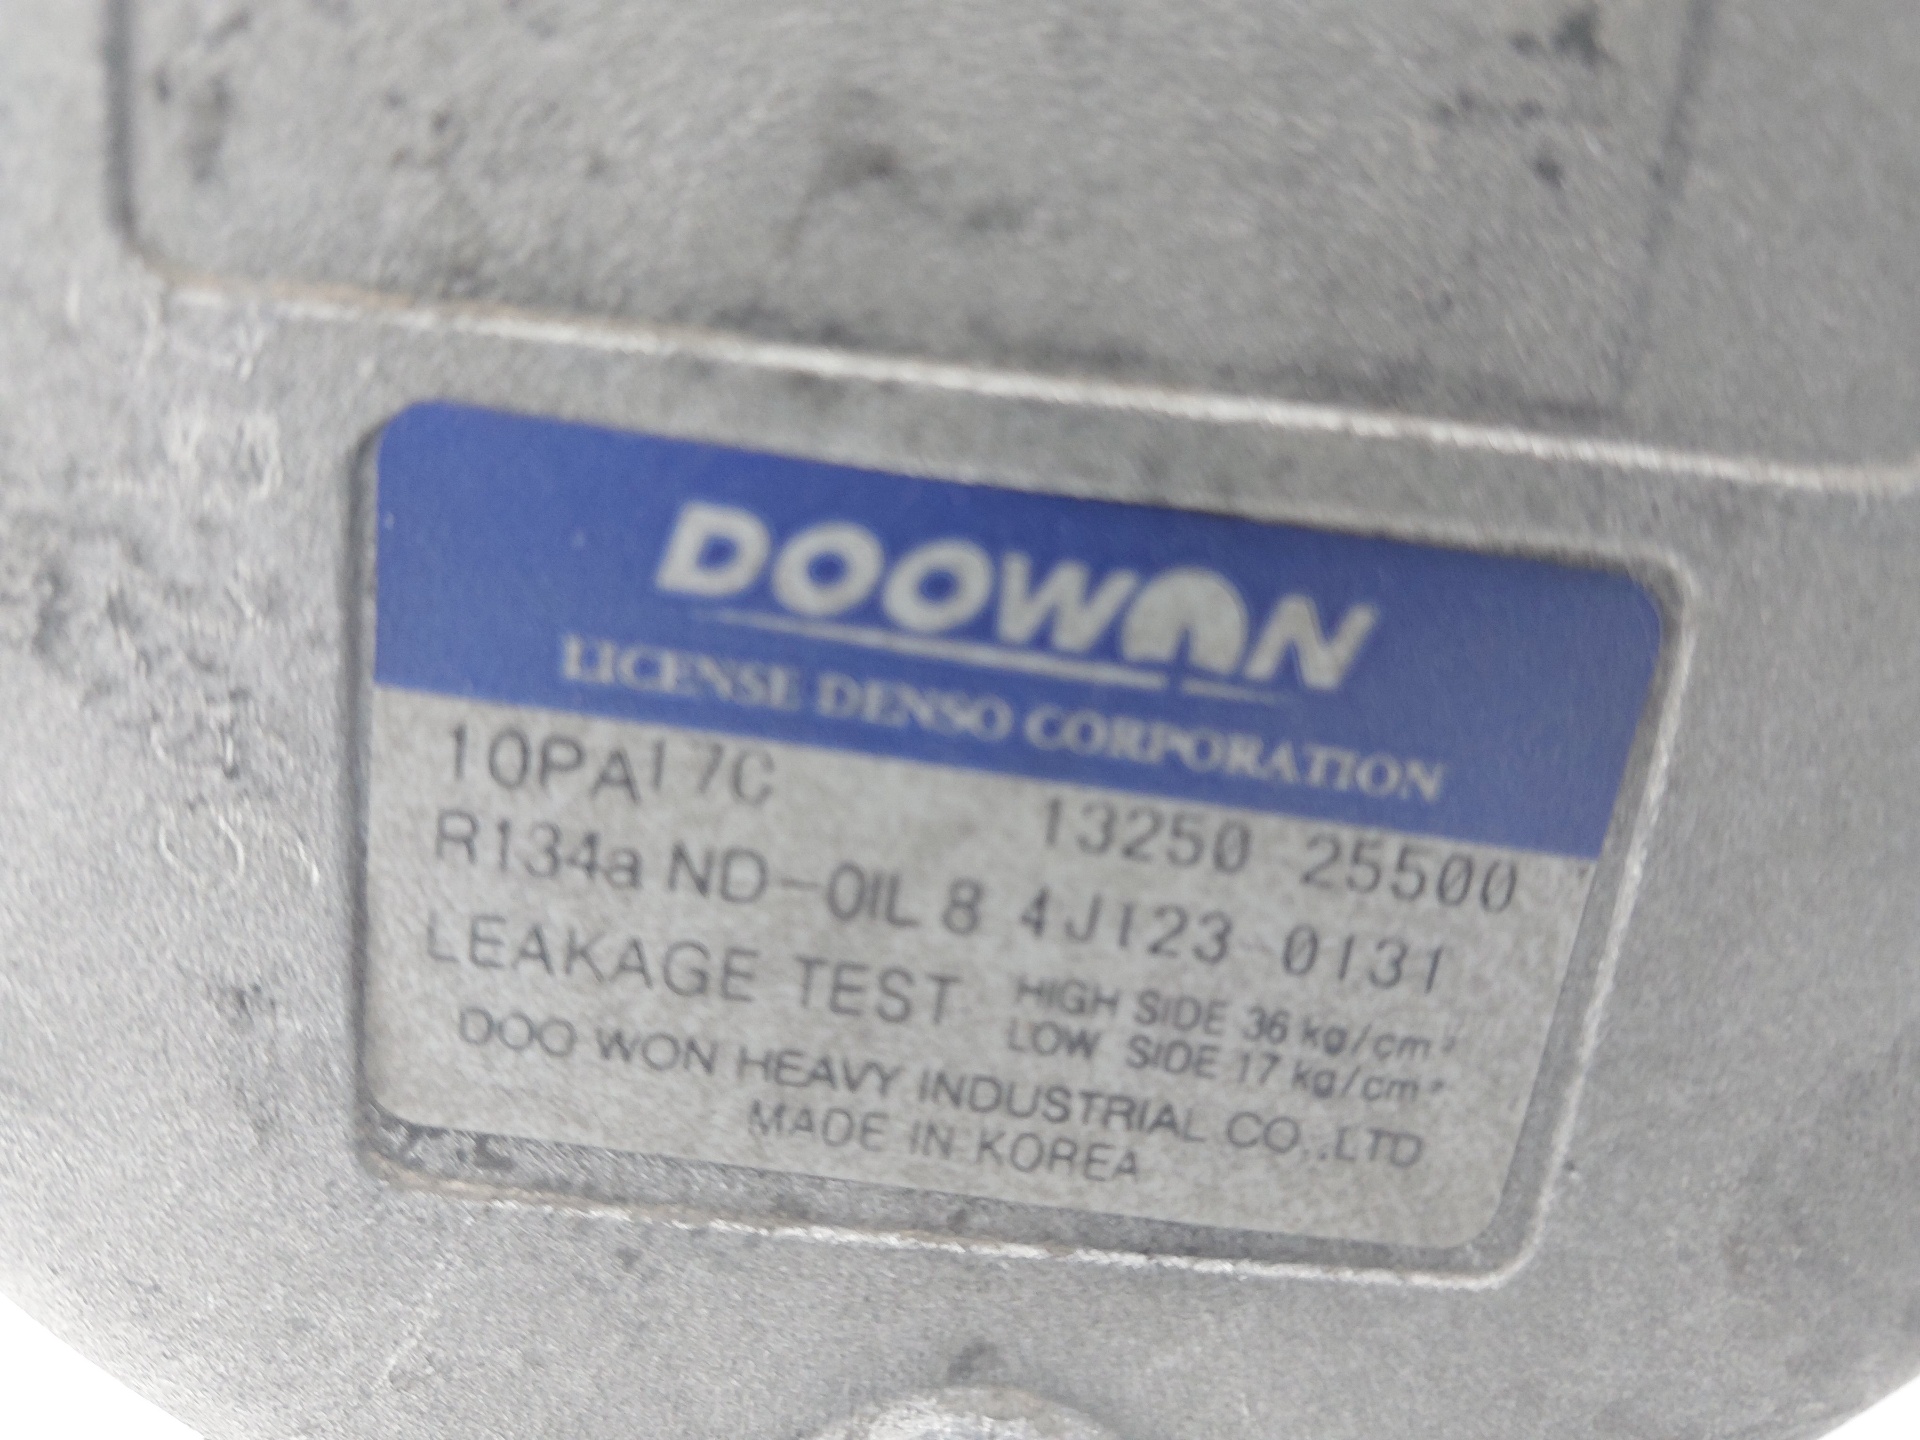 DOOWON
LICENSE DENSO CORPORATION
10PA17C 13250 25500
R134a ND-OIL 8 4J123 0131
LEAKAGE TEST HIGH SIDE 36 kg/cm²
LOW SIDE 17 kg/cm²
DOO WON HEAVY INDUSTRIAL CO.,LTD
MADE IN KOREA